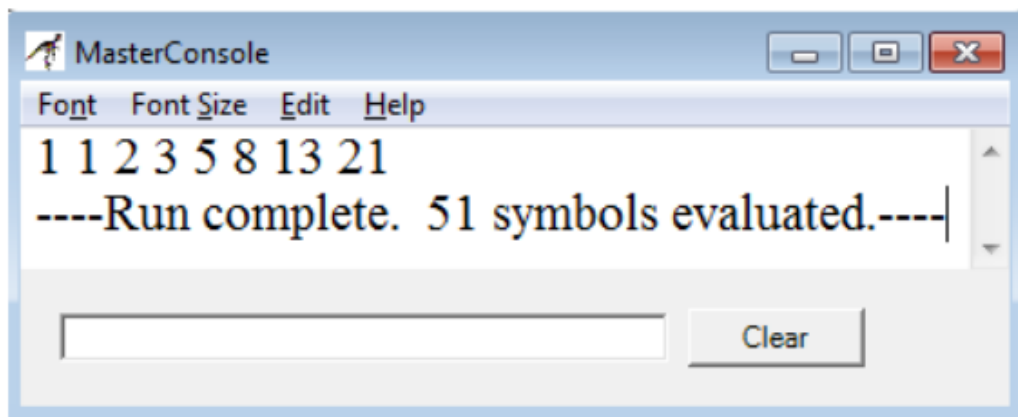 MasterConsole
Font Font Size Edit Help
1 1 2 3 5 8 13 21
----Run complete.  51 symbols evaluated.----
Clear